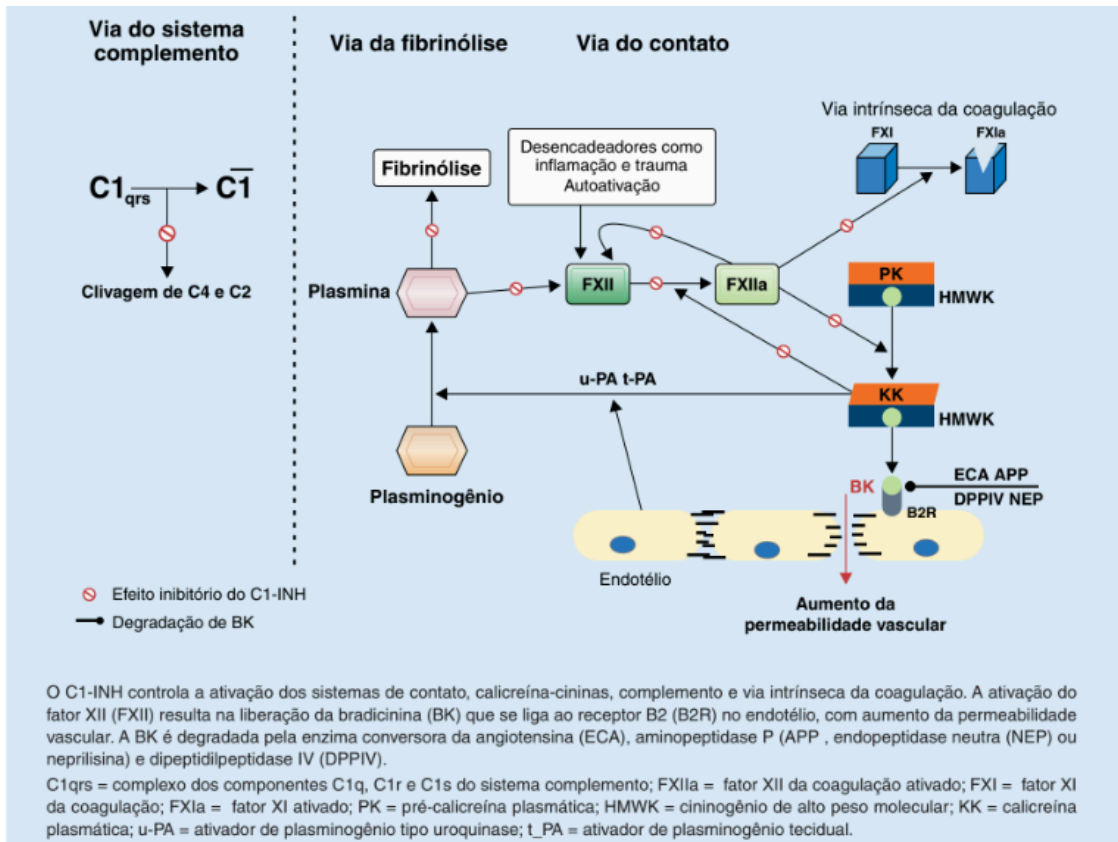 Via do sistema
complemento
Via da fibrinólise
Via do contato
Via intrínseca da coagulação
FXI
FXIa
Desencadeadores como
inflamação e trauma
Autoativação
Fibrinólise
C1qrs
C1
Clivagem de C4 e C2
Plasmina
FXII
FXIIa
PK
HMWK
u-PA t-PA
KK
HMWK
Plasminogênio
BK
ECA APP
DPPIV NEP
B2R
Endotélio
Efeito inibitório do C1-INH
Degradação de BK
Aumento da
permeabilidade vascular
O C1-INH controla a ativação dos sistemas de contato, calicreína-cininas, complemento e via intrínseca da coagulação. A ativação do
fator XII (FXII) resulta na liberação da bradicinina (BK) que se liga ao receptor B2 (B2R) no endotélio, com aumento da permeabilidade
vascular. A BK é degradada pela enzima conversora da angiotensina (ECA), aminopeptidase P (APP , endopeptidase neutra (NEP) ou
neprilisina) e dipeptidilpeptidase IV (DPPIV).
C1qrs = complexo dos componentes C1q, C1r e C1s do sistema complemento; FXIIa = fator XII da coagulação ativado; FXI = fator XI
da coagulação; FXIa = fator XI ativado; PK = pré-calicreína plasmática; HMWK = cininogênio de alto peso molecular; KK = calicreína
plasmática; u-PA = ativador de plasminogênio tipo uroquinase; t_PA = ativador de plasminogênio tecidual.